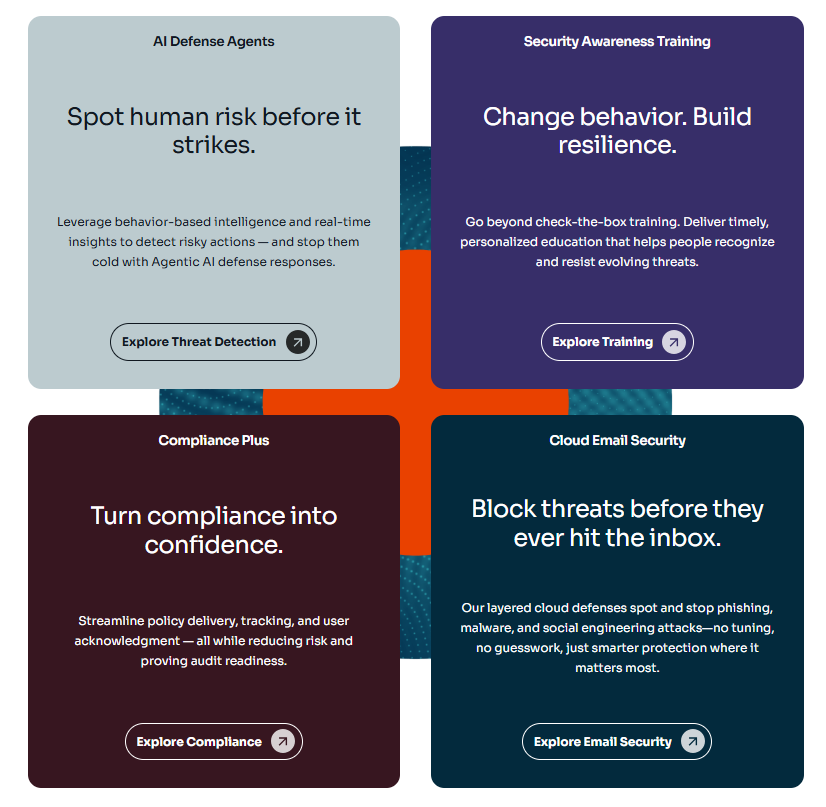 AI Defense Agents
Spot human risk before it
strikes.
Leverage behavior-based intelligence and real-time
insights to detect risky actions — and stop them
cold with Agentic AI defense responses.
Explore Threat Detection
Security Awareness Training
Change behavior. Build
resilience.
Go beyond check-the-box training. Deliver timely,
personalized education that helps people recognize
and resist evolving threats.
Explore Training
Compliance Plus
Turn compliance into
confidence.
Streamline policy delivery, tracking, and user
acknowledgment — all while reducing risk and
proving audit readiness.
Explore Compliance
Cloud Email Security
Block threats before they
ever hit the inbox.
Our layered cloud defenses spot and stop phishing,
malware, and social engineering attacks—no tuning,
no guesswork, just smarter protection where it
matters most.
Explore Email Security